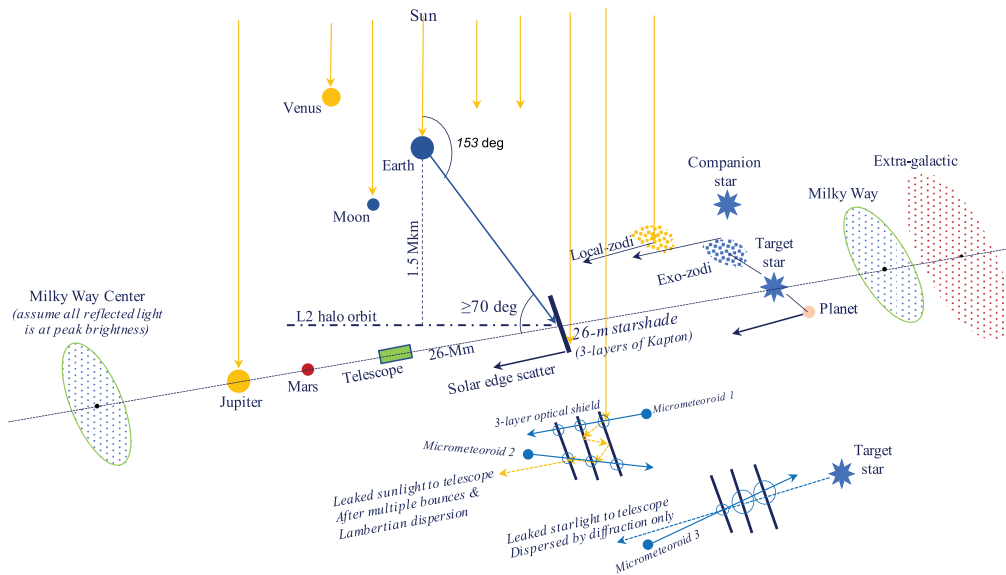 Sun
Venus
153 deg
Earth
Companion
star
Extra-galactic
Milky Way
Moon
1.5 Mkm
Local-zodi
Exo-zodi
Target
star
Milky Way Center
(assume all reflected light
is at peak brightness)
≥70 deg
L2 halo orbit
Planet
26-m starshade
(3-layers of Kapton)
26-Mm
Telescope
Solar edge scatter
Mars
Jupiter
3-layer optical shield
Micrometeoroid 1
Micrometeoroid 2
Target
star
Leaked sunlight to telescope
After multiple bounces &
Lambertian dispersion
Leaked starlight to telescope
Dispersed by diffraction only
Micrometeoroid 3